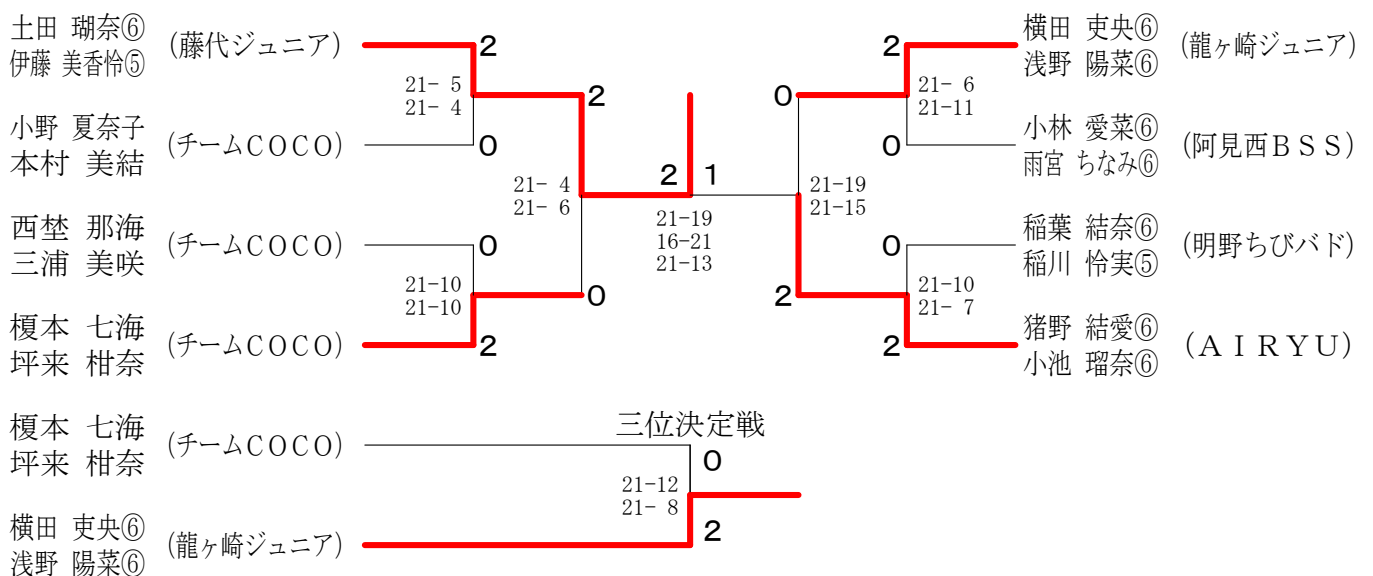 土田 瑚奈⑥
伊藤 美香怜⑤
(藤代ジュニア)
2
21- 5
21- 4
小野 夏奈子
本村 美結
(チームCOCO)
0
2
21- 4
21- 6
西埜 那海
三浦 美咲
(チームCOCO)
0
21-10
21-10
0
榎本 七海
坪来 柑奈
(チームCOCO)
2
2 1
21-19
16-21
21-13
横田 吏央⑥
浅野 陽菜⑥
(龍ヶ崎ジュニア)
2
21- 6
21-11
0
小林 愛菜⑥
雨宮 ちなみ⑥
(阿見西BSS)
0
21-19
21-15
稲葉 結奈⑥
稲川 怜実⑤
(明野ちびバド)
0
21-10
21- 7
2
猪野 結愛⑥
小池 瑠奈⑥
(AIRYU)
2
三位決定戦
榎本 七海
坪来 柑奈
(チームCOCO)
0
21-12
21- 8
横田 吏央⑥
浅野 陽菜⑥
(龍ヶ崎ジュニア)
2